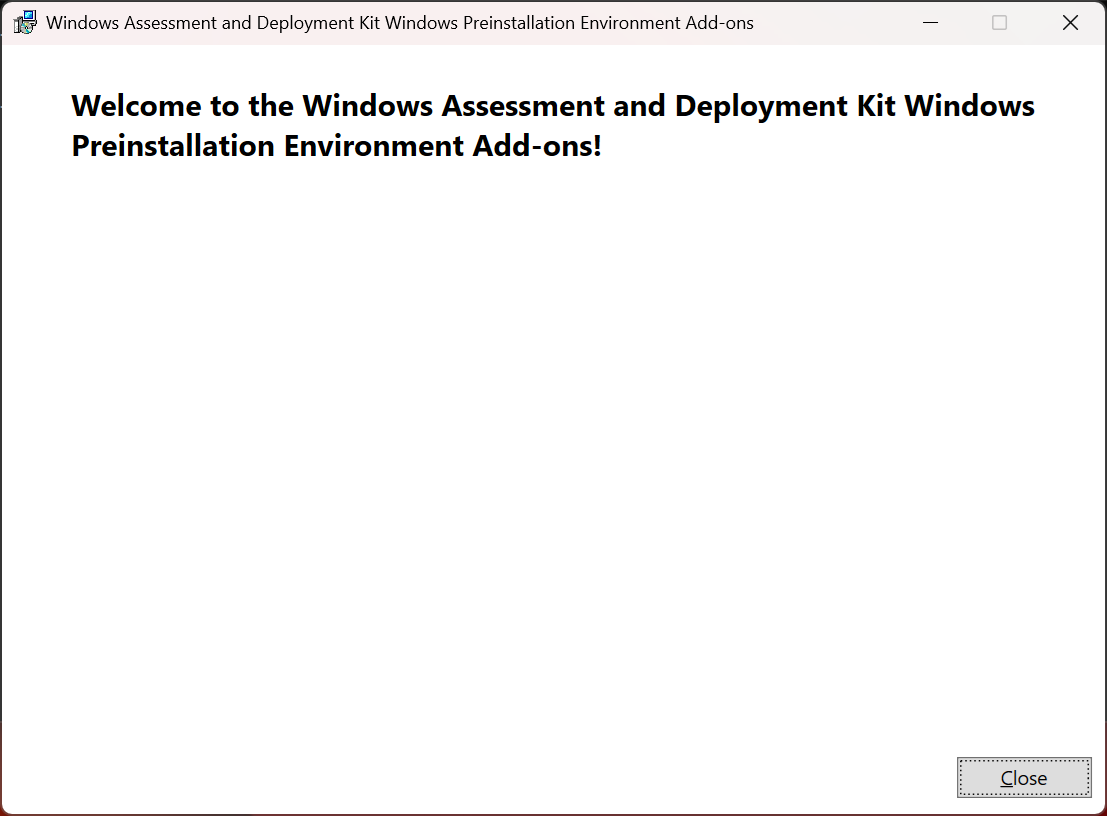 Windows Assessment and Deployment Kit Windows Preinstallation Environment Add-ons
Welcome to the Windows Assessment and Deployment Kit Windows
Preinstallation Environment Add-ons!
Close